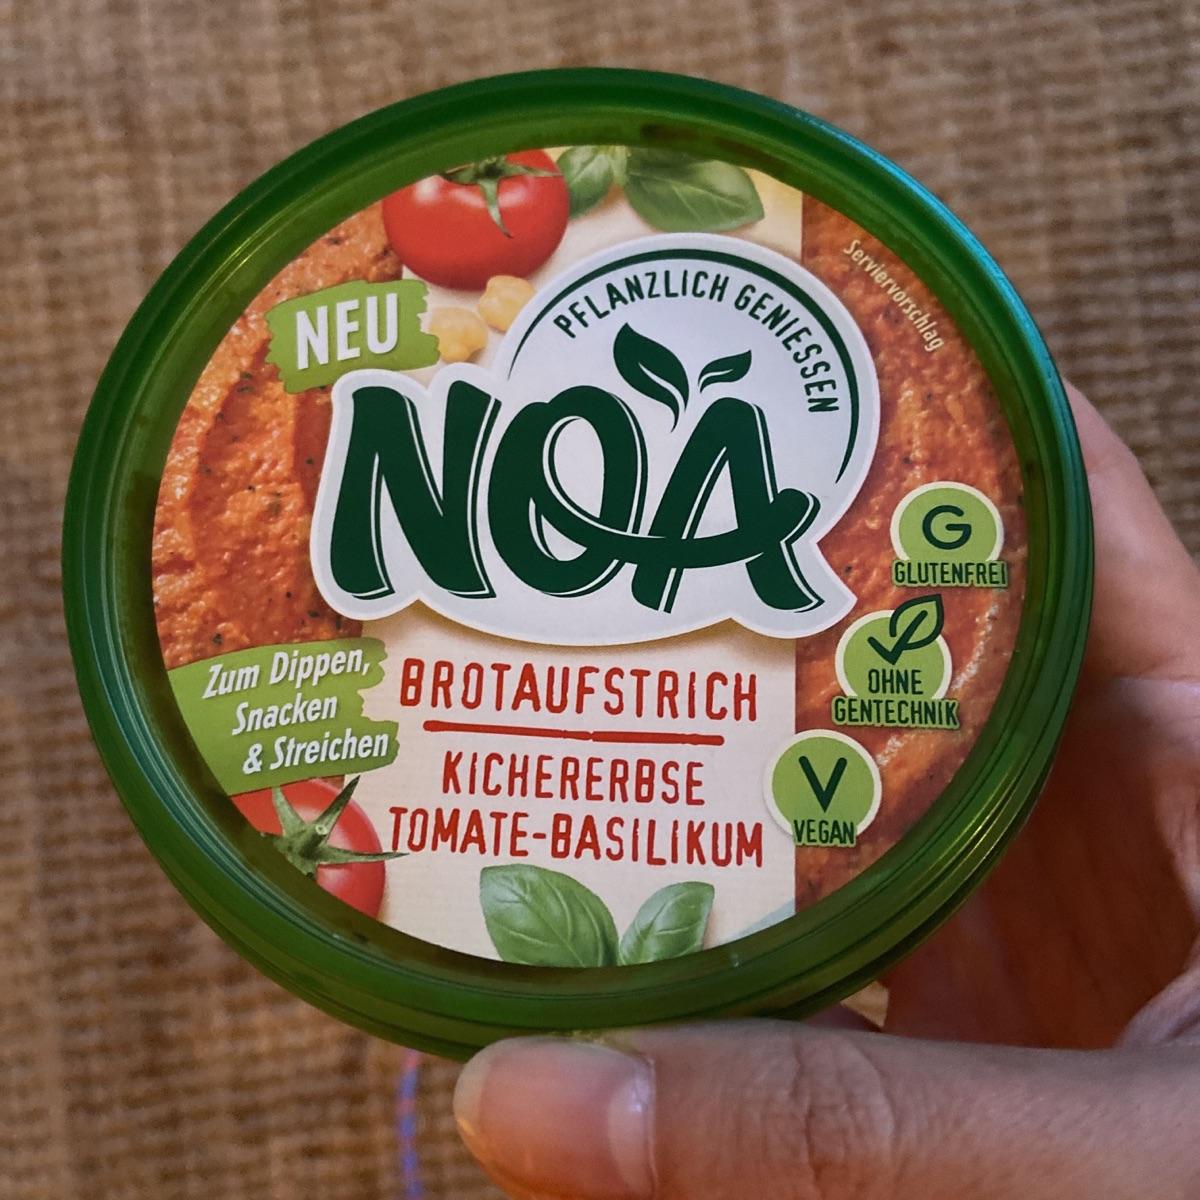 Serviervorschlag
PFLANZLICH GENIESSEN
NEU
NOA
G
GLUTENFREI
OHNE
GENTECHNIK
V
VEGAN
Zum Dippen,
Snacken
& Streichen
BROTAUFSTRICH
KICHERERBSE
TOMATE-BASILIKUM